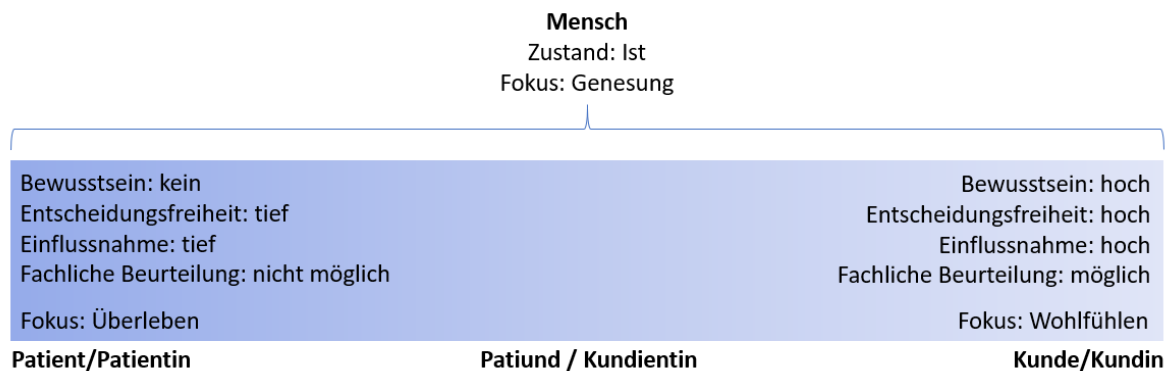 Mensch
Zustand: Ist
Fokus: Genesung
Bewusstsein: kein
Entscheidungsfreiheit: tief
Einflussnahme: tief
Fachliche Beurteilung: nicht möglich
Fokus: Überleben
Bewusstsein: hoch
Entscheidungsfreiheit: hoch
Einflussnahme: hoch
Fachliche Beurteilung: möglich
Fokus: Wohlfühlen
Patient/Patientin
Patiund / Kundientin
Kunde/Kundin